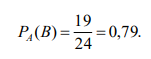 P_A(B) = 19/24 = 0,79.